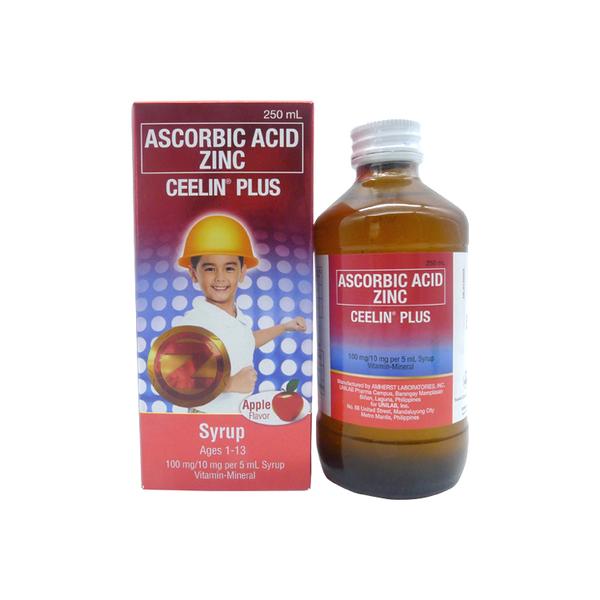 250 mL
ASCORBIC ACID
ZINC
CEELIN® PLUS
Apple
Flavor
Syrup
Ages 1-13
100 mg/10 mg per 5 mL Syrup
Vitamin-Mineral
250 mL
ASCORBIC ACID
ZINC
CEELIN® PLUS
100 mg/10 mg per 5 mL Syrup
Vitamin-Mineral
Manufactured by AMHERST LABORATORIES, INC.
UNILAB Pharma Campus, Barangay Mamplasan
Biñan, Laguna, Philippines
for UNILAB, Inc.
No. 66 United Street, Mandaluyong City
Metro Manila, Philippines